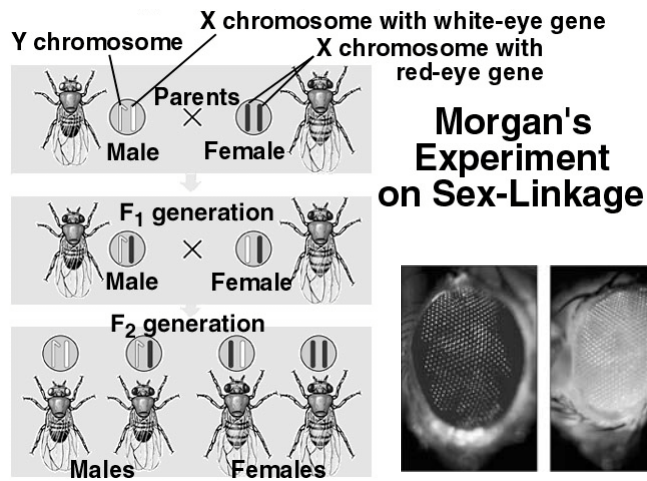 Y chromosome
X chromosome with white-eye gene
X chromosome with
red-eye gene
Parents
×
Male
Female
Morgan's
Experiment
on Sex-Linkage
F₁ generation
×
Male
Female
F₂ generation
Males
Females